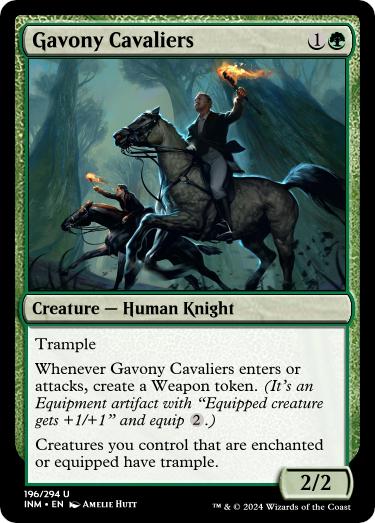 Gavony Cavaliers 1
Creature — Human Knight
Trample
Whenever Gavony Cavaliers enters or
attacks, create a Weapon token. (It’s an
Equipment artifact with “Equipped creature
gets +1/+1” and equip 2.)
Creatures you control that are enchanted
or equipped have trample.
2/2
196/294 U
INM • EN Amelie Hutt
™ & © 2024 Wizards of the Coast